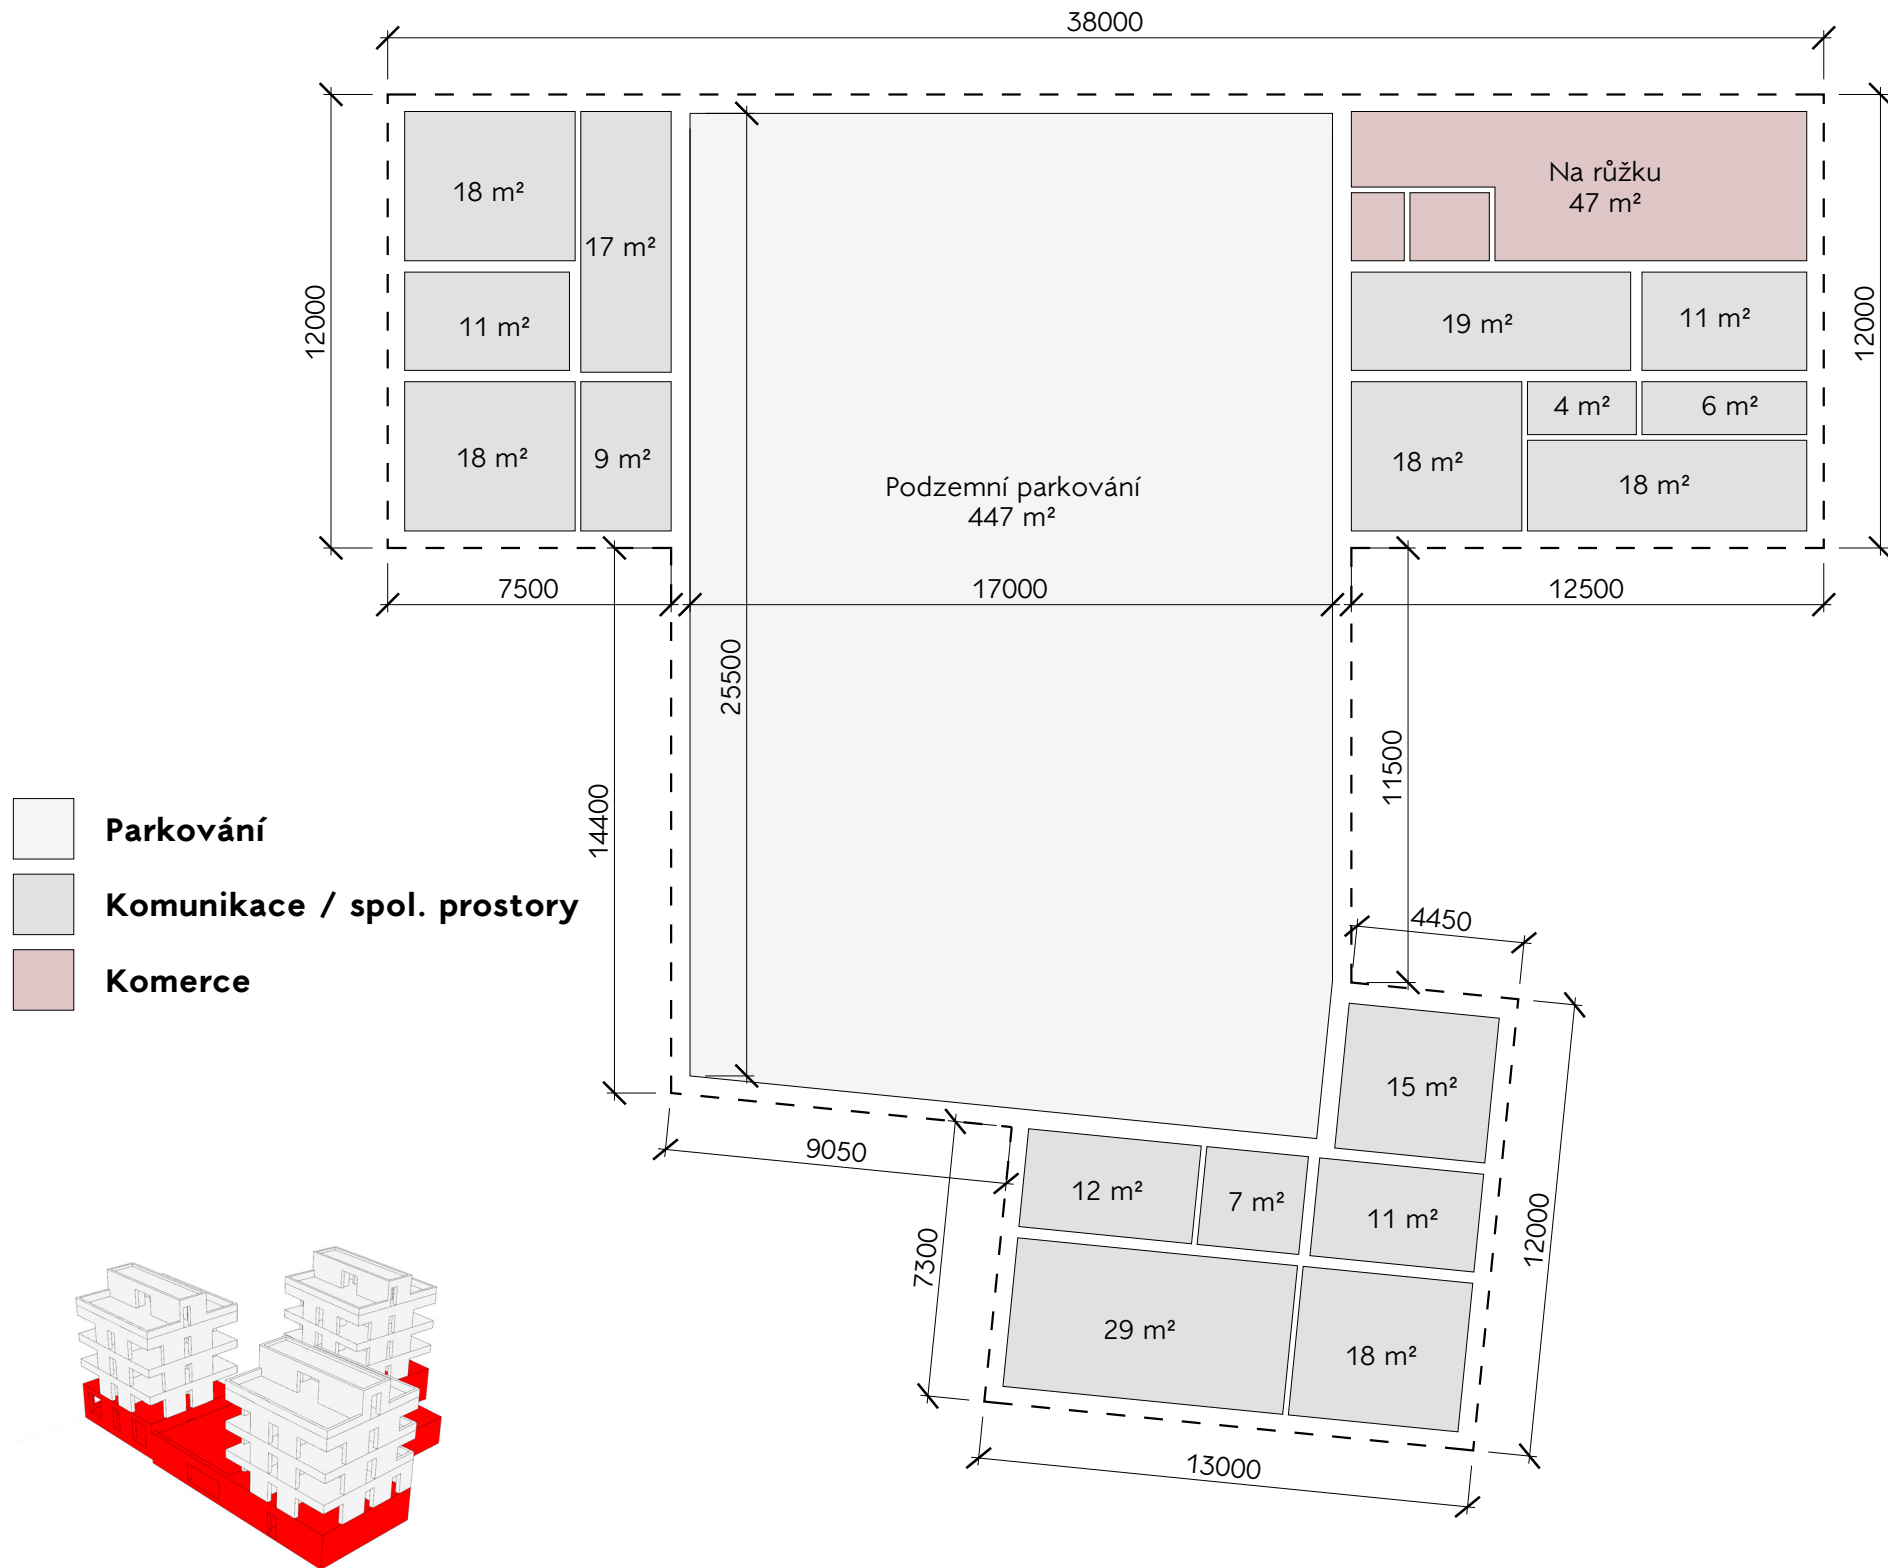 38000
12000
18 m²
17 m²
11 m²
18 m²
9 m²
Na růžku
47 m²
19 m²
11 m²
4 m²
6 m²
18 m²
18 m²
12000
Podzemní parkování
447 m²
7500
17000
12500
25500
14400
11500
Parkování
Komunikace / spol. prostory
Komerce
4450
15 m²
9050
12 m²
7 m²
11 m²
7300
12000
29 m²
18 m²
13000